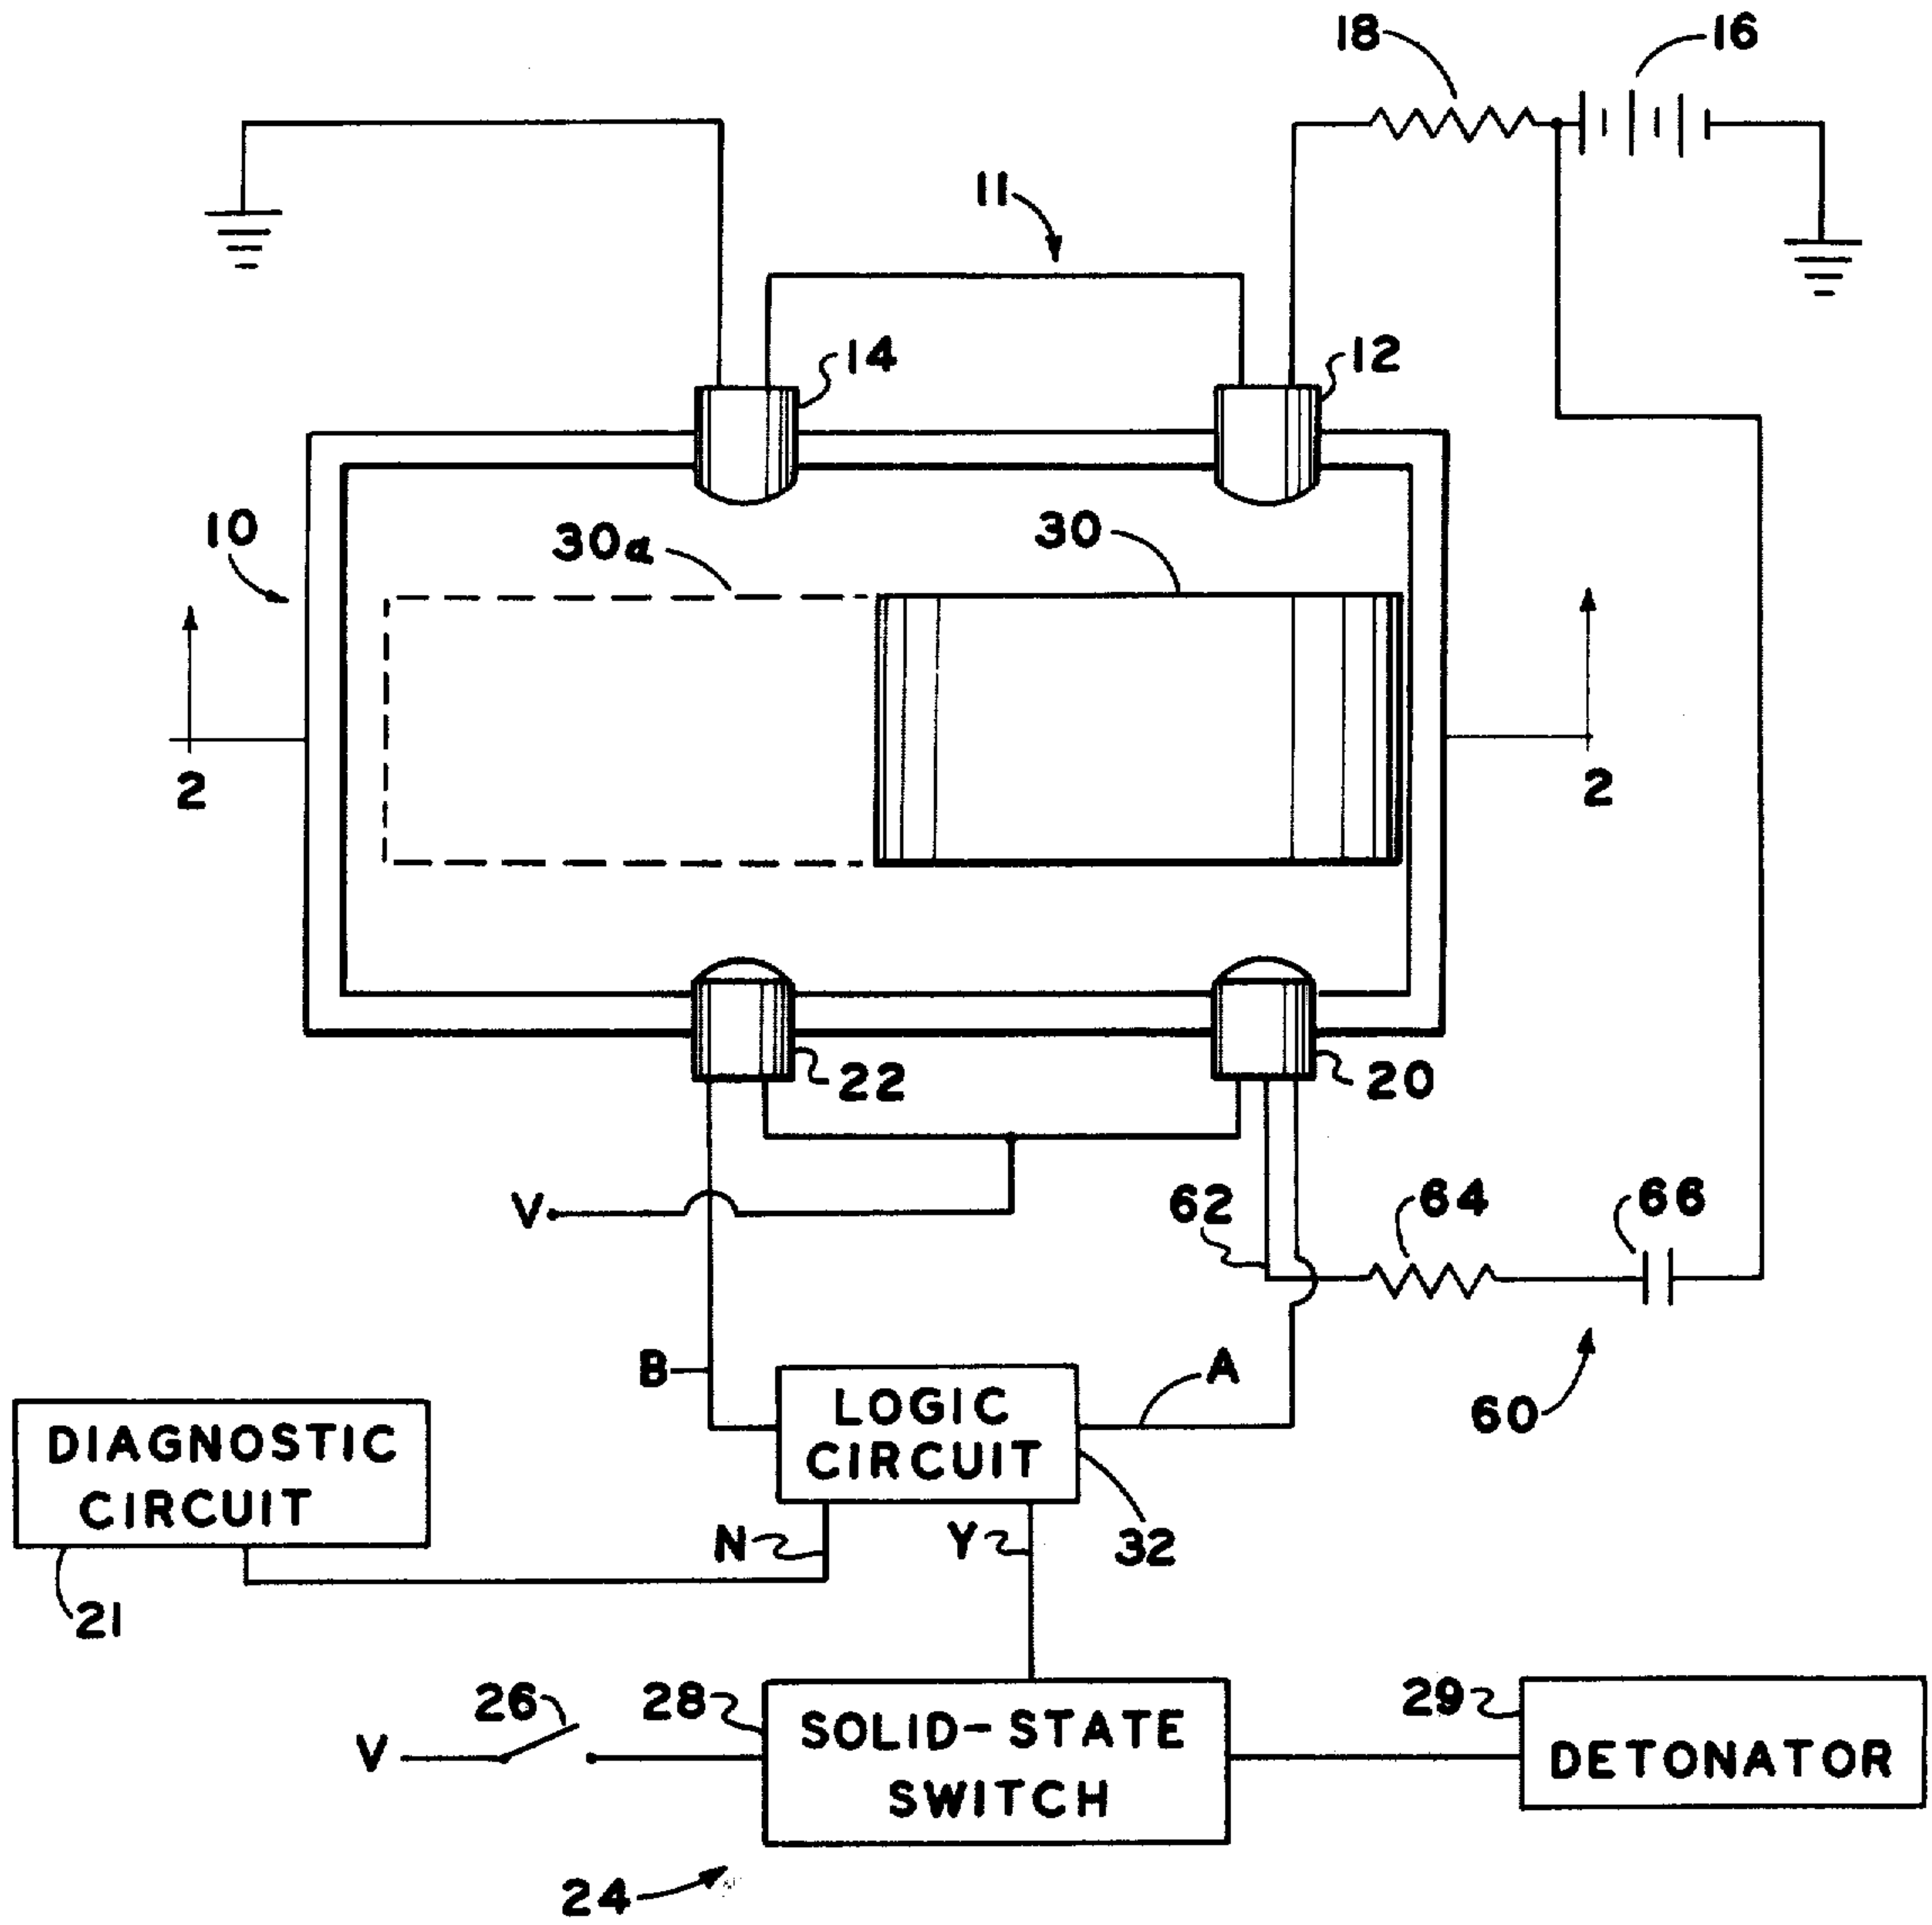 18
16
11
14
12
10
30a
30
2
2
22
20
V
62
64
66
B
A
LOGIC
CIRCUIT
60
DIAGNOSTIC
CIRCUIT
N
Y
32
21
26
28
29
V
SOLID-STATE
SWITCH
DETONATOR
24